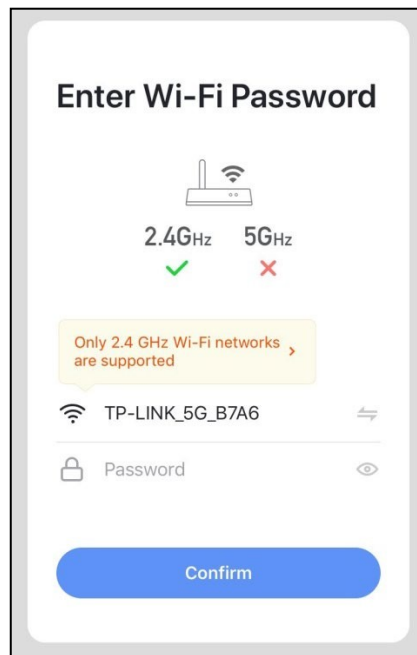 Enter Wi-Fi Password
2.4GHz 5GHz
Only 2.4 GHz Wi-Fi networks
are supported
TP-LINK_5G_B7A6
Password
Confirm